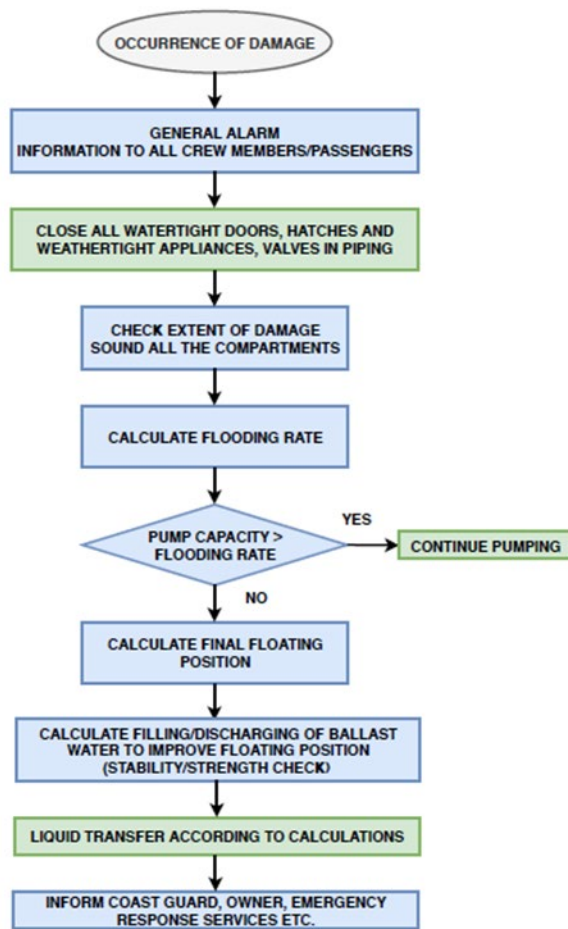 OCCURRENCE OF DAMAGE
GENERAL ALARM
INFORMATION TO ALL CREW MEMBERS/PASSENGERS
CLOSE ALL WATERTIGHT DOORS, HATCHES AND
WEATHERTIGHT APPLIANCES, VALVES IN PIPING
CHECK EXTENT OF DAMAGE
SOUND ALL THE COMPARTMENTS
CALCULATE FLOODING RATE
PUMP CAPACITY >
FLOODING RATE
YES
CONTINUE PUMPING
NO
CALCULATE FINAL FLOATING
POSITION
CALCULATE FILLING/DISCHARGING OF BALLAST
WATER TO IMPROVE FLOATING POSITION
(STABILITY/STRENGTH CHECK)
LIQUID TRANSFER ACCORDING TO CALCULATIONS
INFORM COAST GUARD, OWNER, EMERGENCY
RESPONSE SERVICES ETC.